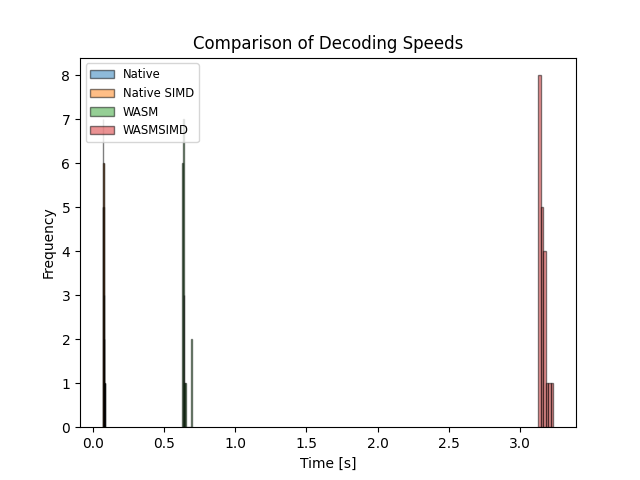 Comparison of Decoding Speeds
Native
Native SIMD
WASM
WASMSIMD
Frequency
8
7
6
5
4
3
2
1
0
0.0 0.5 1.0 1.5 2.0 2.5 3.0
Time [s]